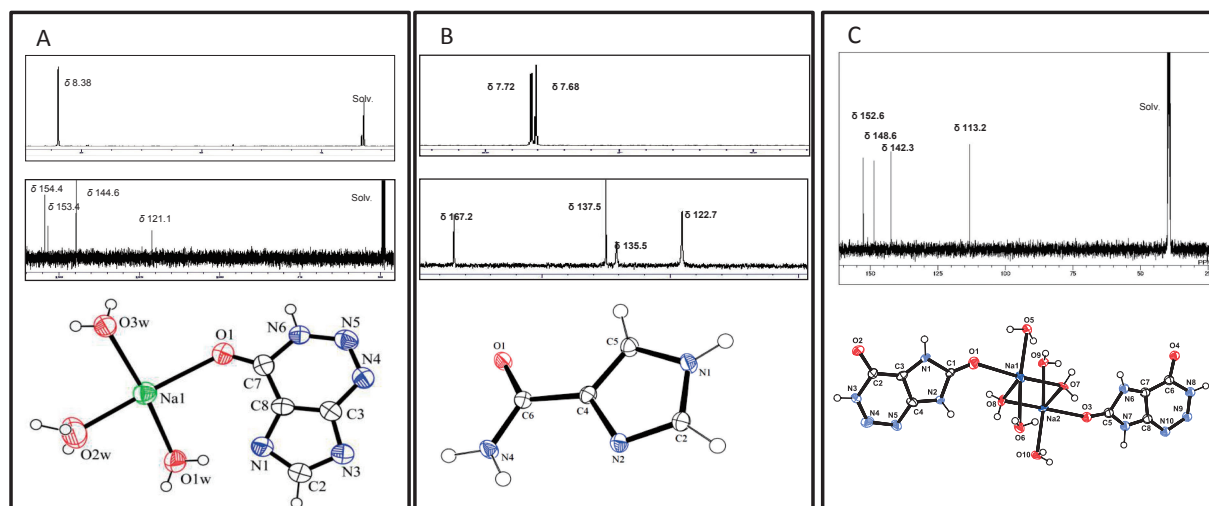 A
δ 8.38
Solv.
δ 154.4
δ 153.4
δ 144.6
δ 121.1
Solv.
O3w
O1
N6
N5
N4
C7
Na1
C8
C3
O2w
O1w
N1
N3
C2
B
δ 7.72
δ 7.68
δ 167.2
δ 137.5
δ 135.5
δ 122.7
O1
C5
N1
C6
C4
C2
N4
N2
C
δ 152.6
δ 148.6
δ 142.3
δ 113.2
Solv.
150
125
100
75
50
25
O5
O2
O4
O9
O1
Na1
N1
C1
C3
C2
N3
N2
C4
N4
N5
O7
O8
N6
C7
C6
N8
Na2
O3
C5
N7
C8
N9
N10
O6
O10